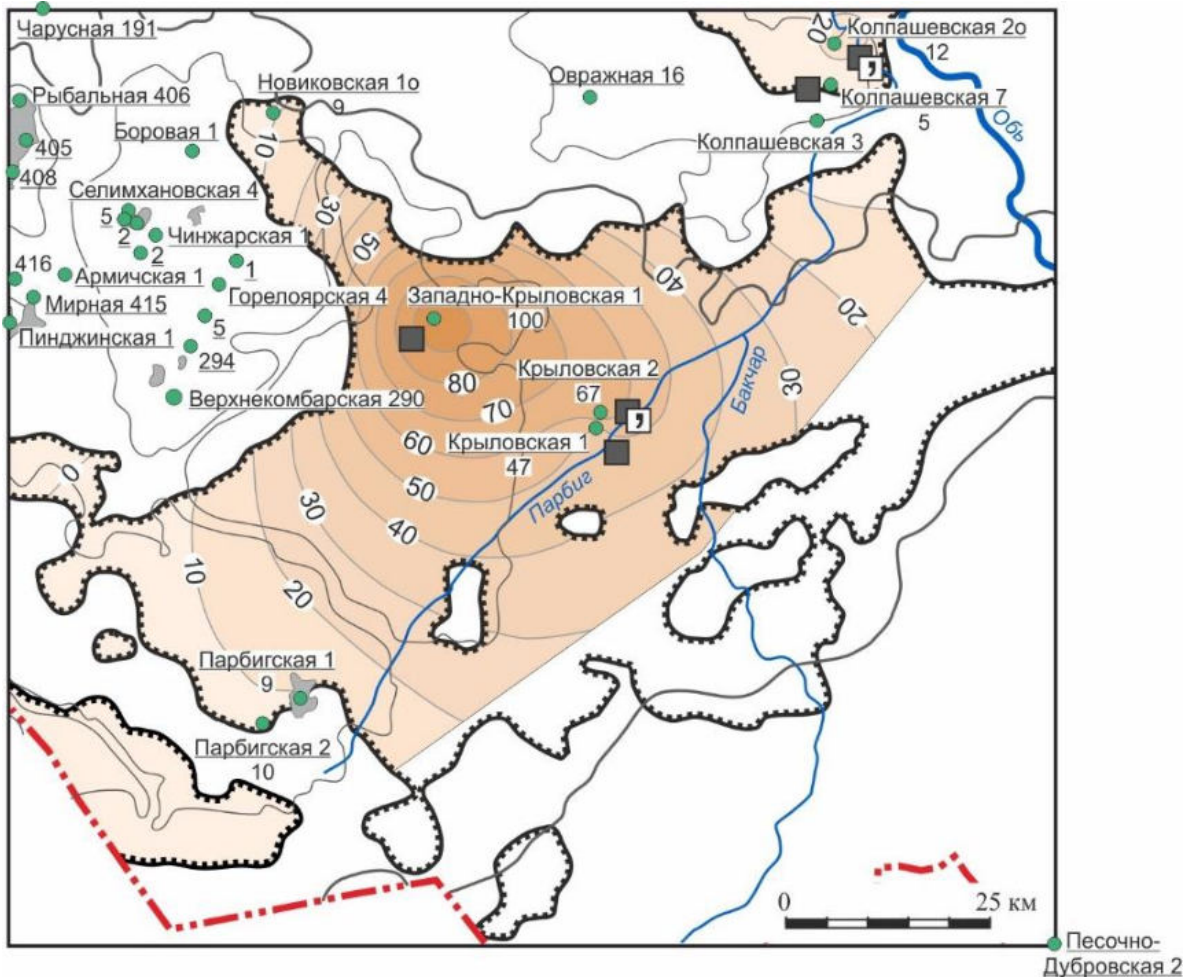 Чарусная 191
Колпашевская 2о
12
20
Новиковская 1о
9
Овражная 16
Рыбальная 406
Колпашевская 7
5
Обь
Боровая 1
10
405
Колпашевская 3
408
Селимхановская 4
30
5
2
Чинжарская 1
50
2
1
416
Армичская 1
40
Горелоярская 4
Западно-Крыловская 1
100
Мирная 415
20
Пинджинская 1
5
294
Бакчар
Крыловская 2
67
80
30
Верхнекомбарская 290
70
60
Крыловская 1
47
0
50
Парбиг
30
40
10
20
Парбигская 1
9
Парбигская 2
10
0
25 км
Песочно-
Дубровская 2